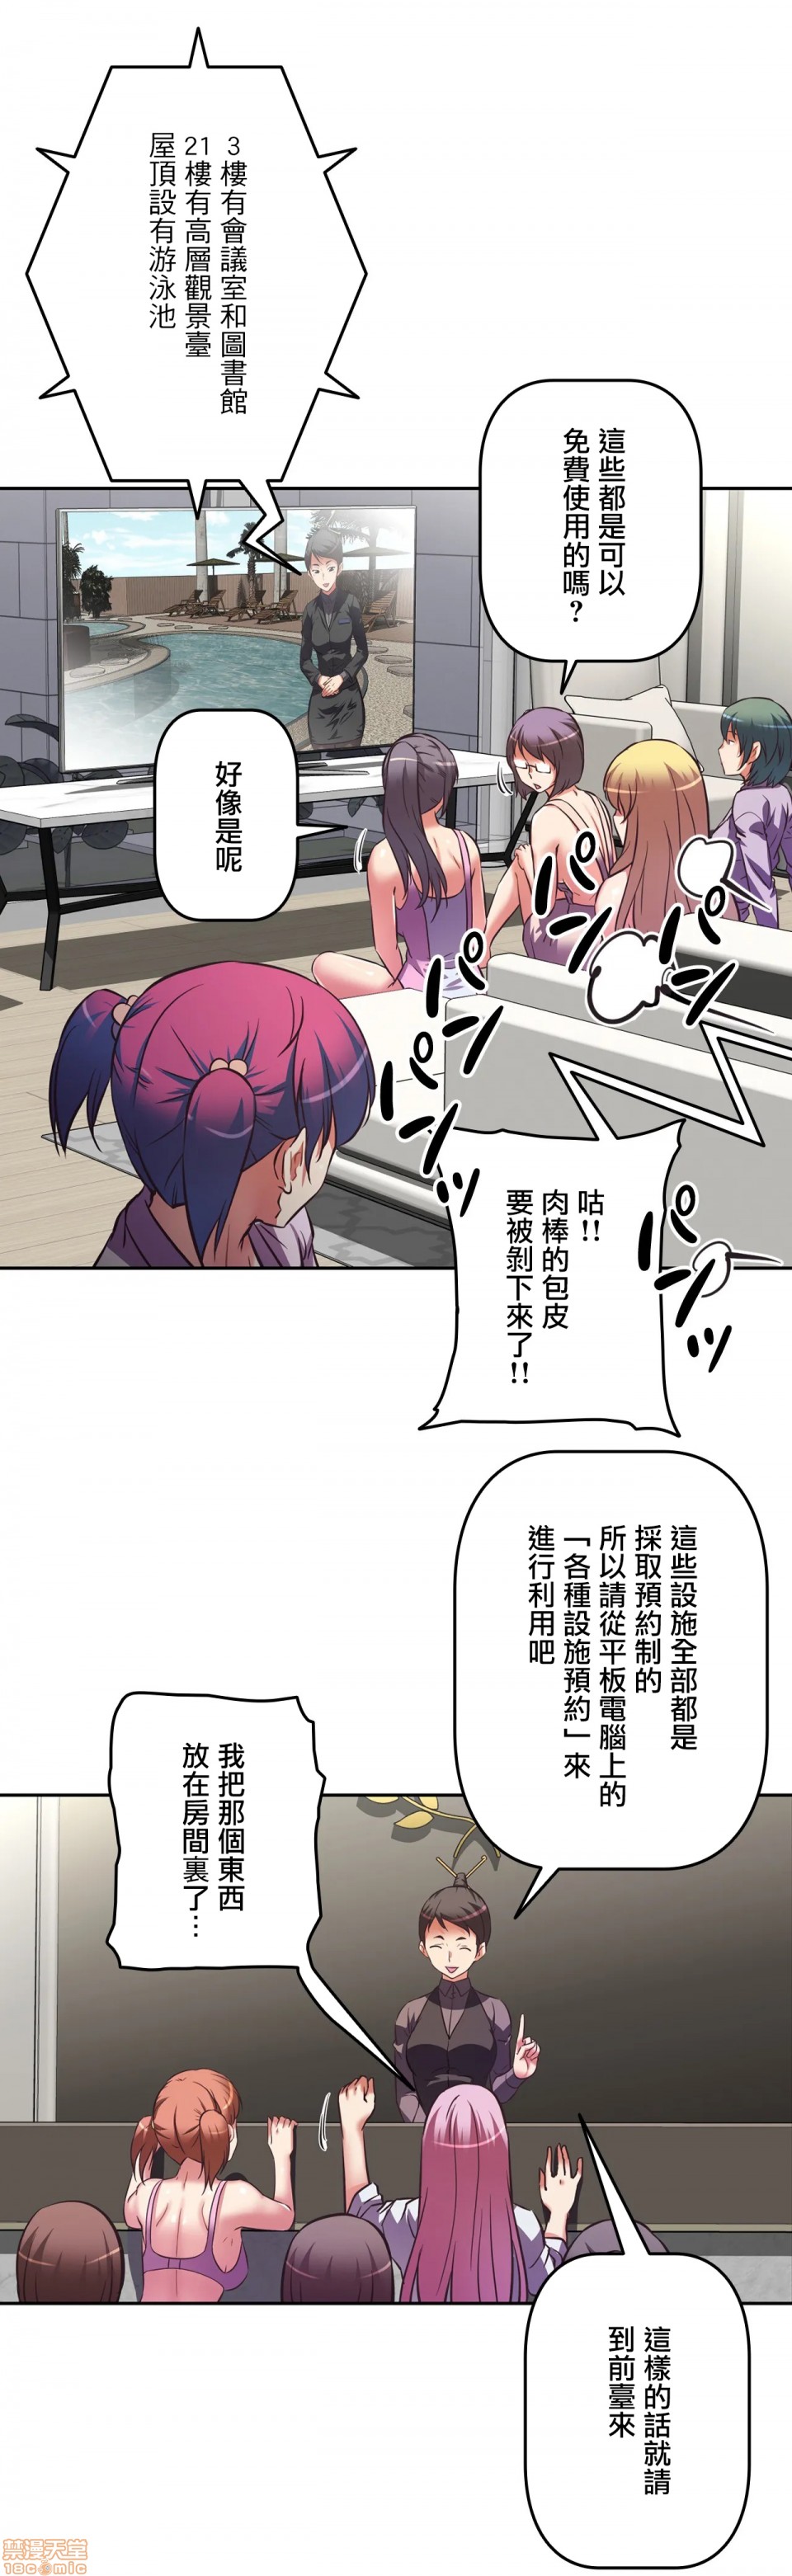 3樓有會議室和圖書館
21樓有高層觀景臺
屋頂設有游泳池
這些都是可以
免費使用的嗎?
好像是呢
パンパンパンパンッ
咕!!
肉棒的包皮
要被剝下來了!!
パンッ
這些設施全部都是
採取預約制的
所以請從平板電腦上的
「各種設施預約」來
進行利用吧
我把那個東西
放在房間裏了…
這樣的話就請
到前臺來
禁漫天堂
18comic